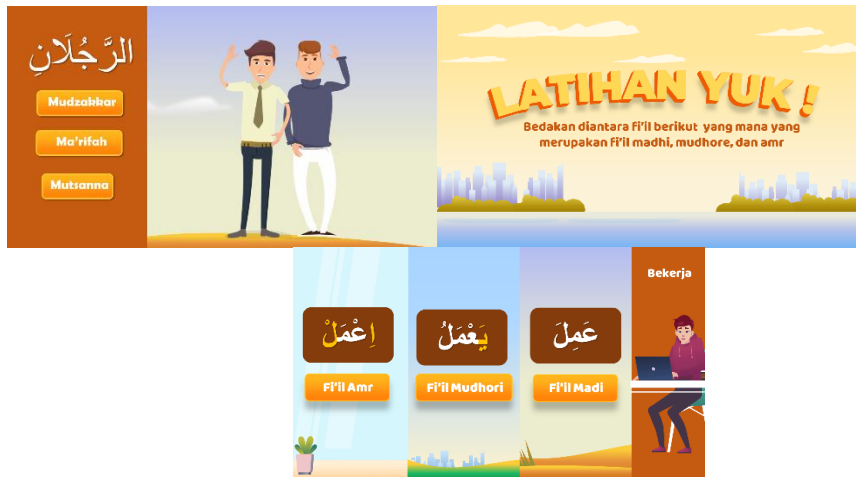 الرَّجُلَانِ
Mudzakkar
Ma'rifah
Mutsanna
LATIHAN YUK !
Bedakan diantara fi'il berikut yang mana yang
merupakan fi'il madhi, mudhore, dan amr
اِعْمَلْ
يَعْمَلُ
عَمِلَ
Bekerja
Fi'il Amr
Fi'il Mudhori
Fi'il Madi